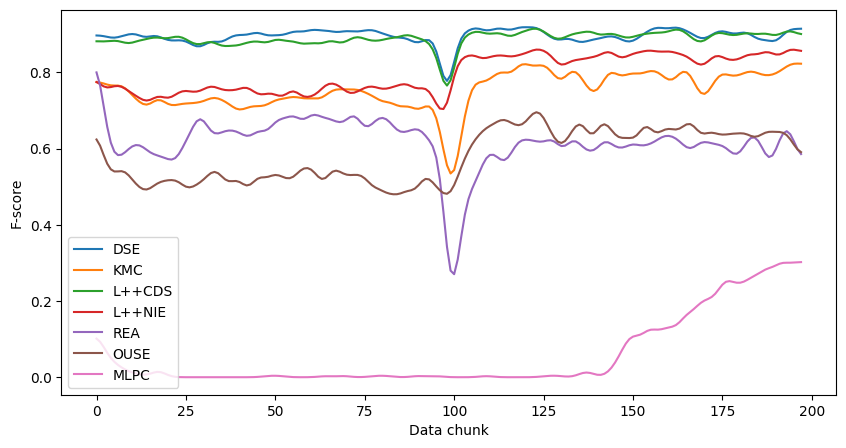 F-score
0.8
0.6
0.4
0.2
0.0
DSE
KMC
L++CDS
L++NIE
REA
OUSE
MLPC
0 25 50 75 100 125 150 175 200
Data chunk